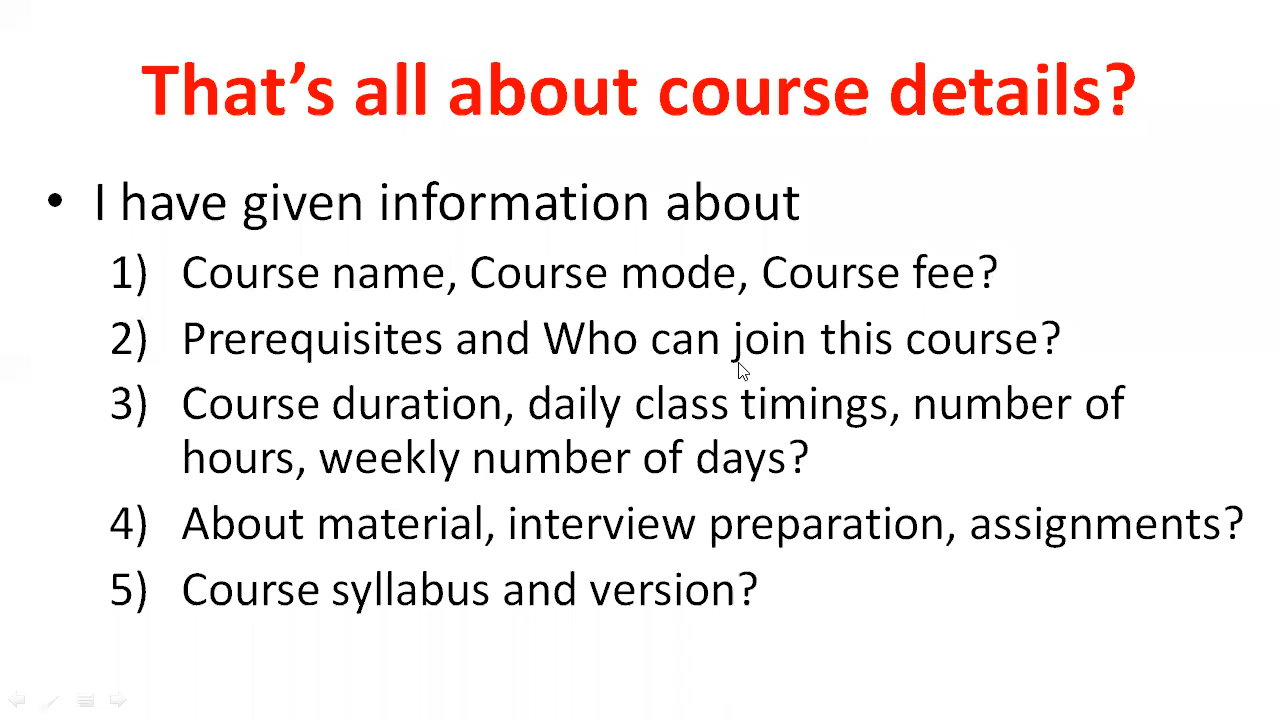 That’s all about course details?
• I have given information about
1) Course name, Course mode, Course fee?
2) Prerequisites and Who can join this course?
3) Course duration, daily class timings, number of
hours, weekly number of days?
4) About material, interview preparation, assignments?
5) Course syllabus and version?